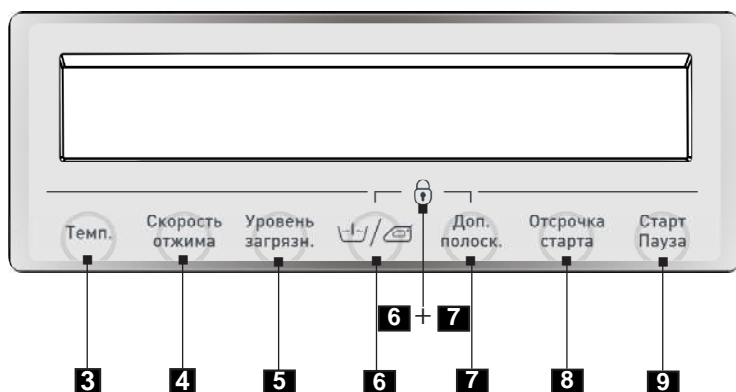 Темп.
Скорость
отжима
Уровень
загрязн.
/
Доп.
полоск.
Отсрочка
старта
Старт
Пауза
6 + 7
3 4 5 6 7 8 9